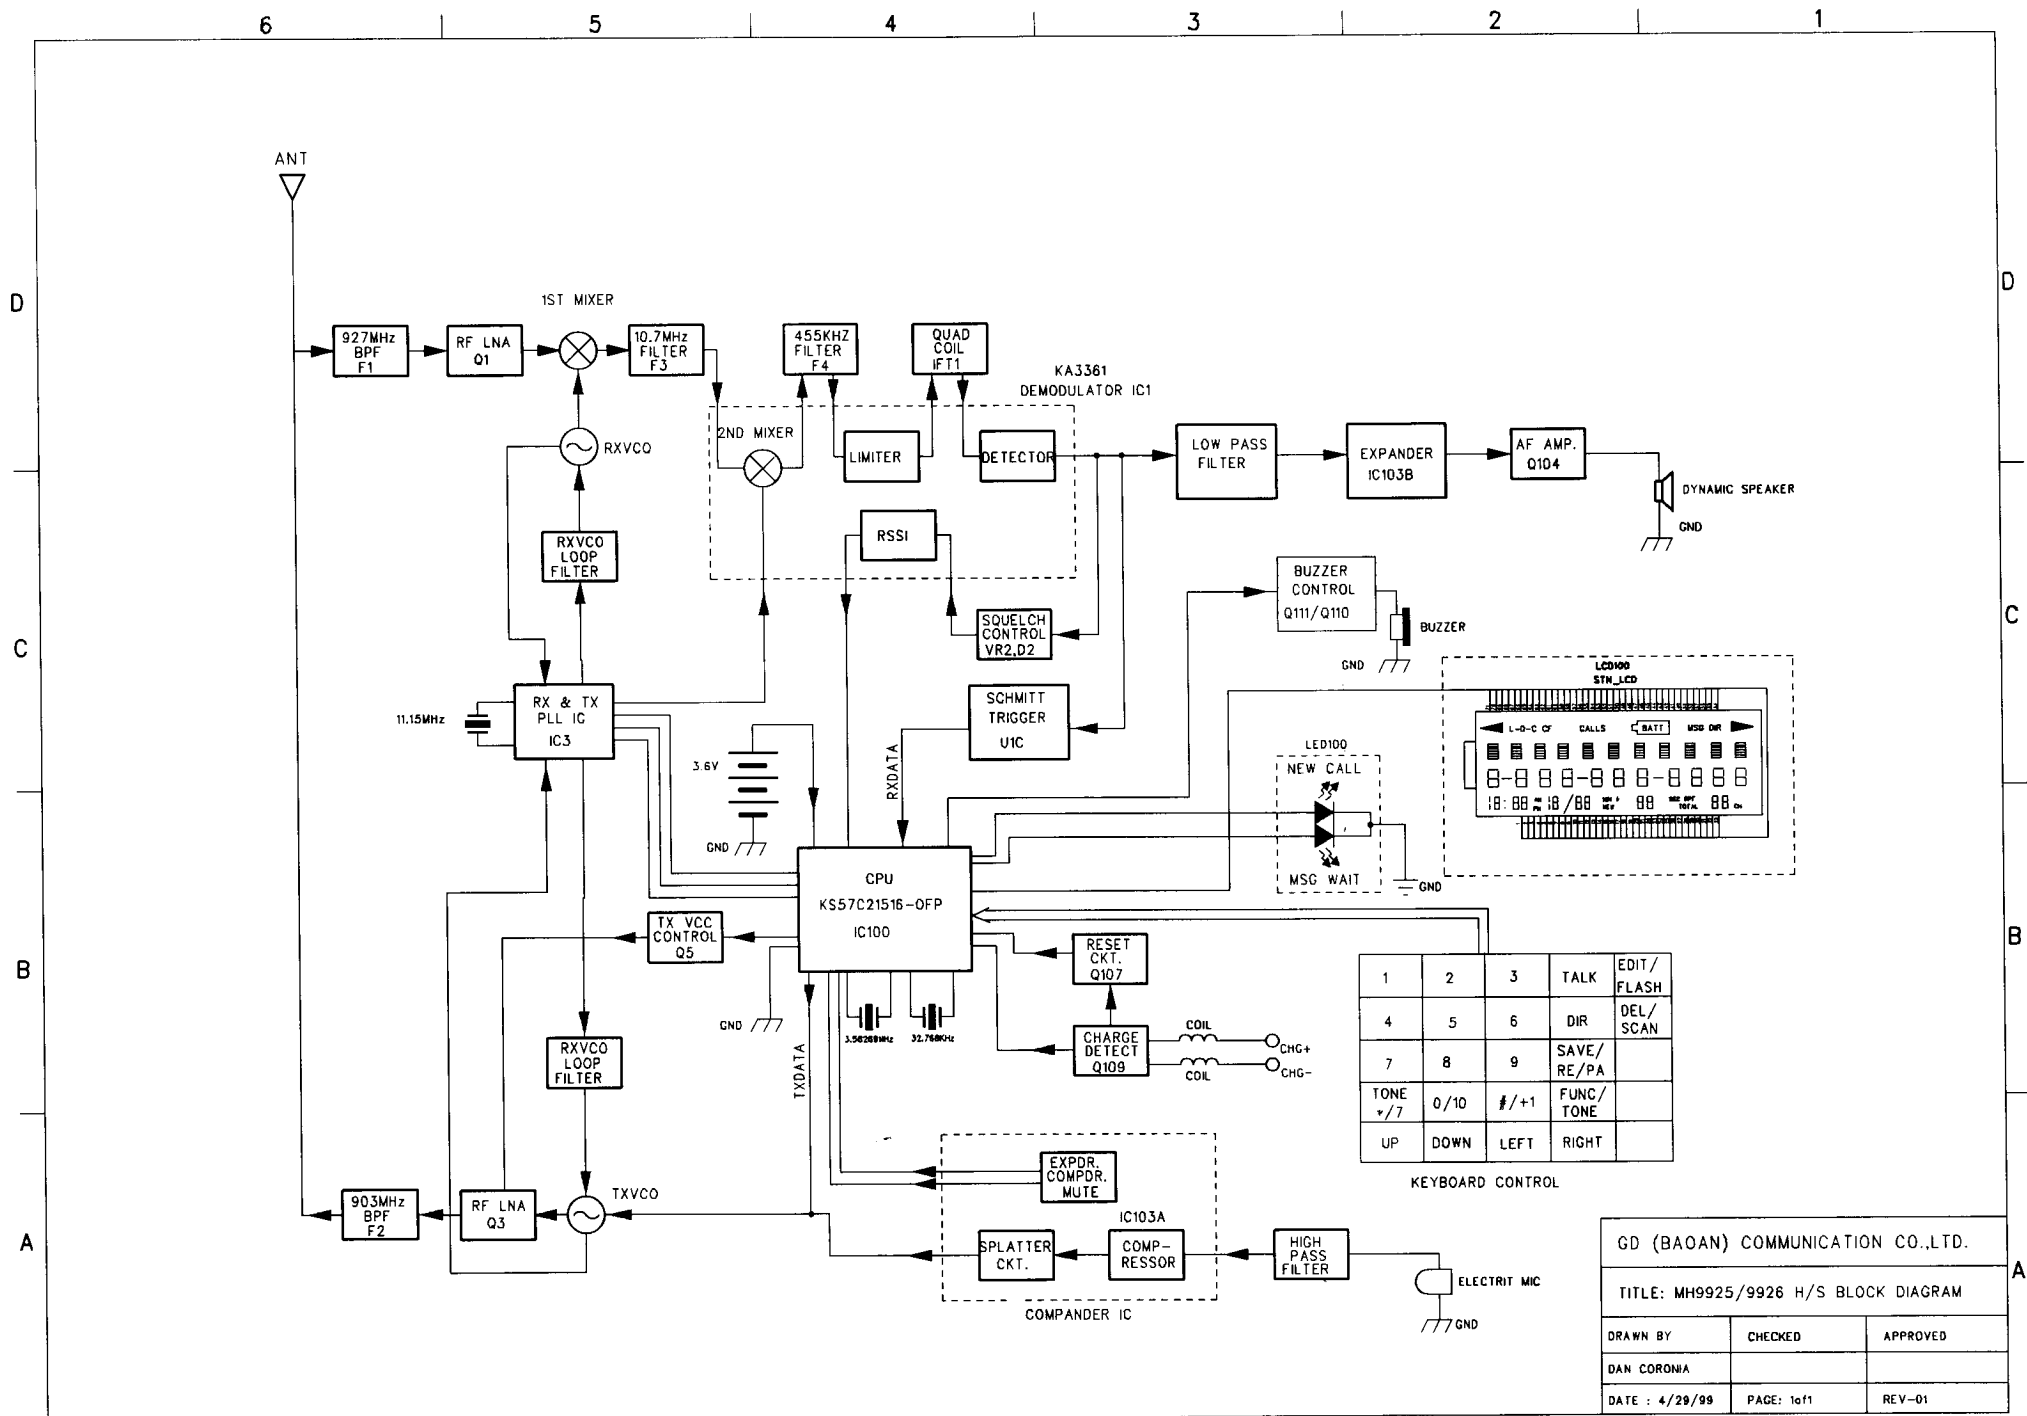 6 5 4 3 2 1
ANT
D
D
1ST MIXER
927MHz
BPF
F1
RF LNA
Q1
10.7MHz
FILTER
F3
455KHZ
FILTER
F4
QUAD
COIL
IFT1
KA3361
DEMODULATOR IC1
2ND MIXER
LIMITER
DETECTOR
LOW PASS
FILTER
EXPANDER
IC103B
AF AMP.
Q104
DYNAMIC SPEAKER
GND
RXVCO
RXVCO
LOOP
FILTER
RSSI
SQUELCH
CONTROL
VR2,D2
BUZZER
CONTROL
Q111/Q110
BUZZER
GND
C
C
11.15MHz
RX & TX
PLL IC
IC3
SCHMITT
TRIGGER
U1C
RXDATA
3.6V
GND
LED100
NEW CALL
MSG WAIT
GND
LCD100
STN_LCD
L-O-C CF CALLS BATT MSG DIR
CPU
KS57C21516-OFP
IC100
TX VCC
CONTROL
Q5
GND
B
B
3.58269MHz
32.768KHz
TXDATA
RESET
CKT.
Q107
CHARGE
DETECT
Q109
COIL
COIL
CHG+
CHG-
1 2 3 TALK EDIT/
FLASH
4 5 6 DIR DEL/
SCAN
7 8 9 SAVE/
RE/PA
TONE
*/7 0/10 #/+1 FUNC/
TONE
UP DOWN LEFT RIGHT
KEYBOARD CONTROL
RXVCO
LOOP
FILTER
903MHz
BPF
F2
RF LNA
Q3
TXVCO
EXPDR.
COMPDR.
MUTE
IC103A
SPLATTER
CKT.
COMP-
RESSOR
COMPANDER IC
HIGH
PASS
FILTER
ELECTRIT MIC
GND
A
A
GD (BAOAN) COMMUNICATION CO.,LTD.
TITLE: MH9925/9926 H/S BLOCK DIAGRAM
DRAWN BY CHECKED APPROVED
DAN CORONIA
DATE : 4/29/99 PAGE: 1of1 REV-01